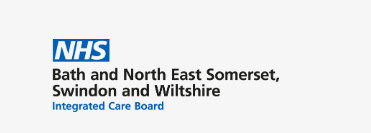 NHS
Bath and North East Somerset,
Swindon and Wiltshire
Integrated Care Board